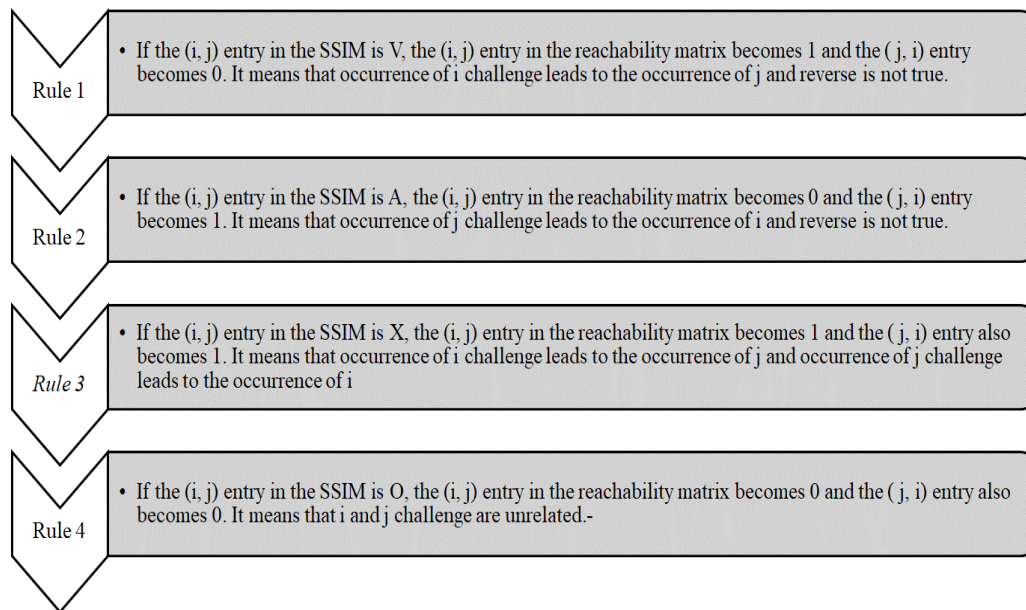 Rule 1
• If the (i, j) entry in the SSIM is V, the (i, j) entry in the reachability matrix becomes 1 and the ( j, i) entry
becomes 0. It means that occurrence of i challenge leads to the occurrence of j and reverse is not true.
Rule 2
• If the (i, j) entry in the SSIM is A, the (i, j) entry in the reachability matrix becomes 0 and the ( j, i) entry
becomes 1. It means that occurrence of j challenge leads to the occurrence of i and reverse is not true.
Rule 3
• If the (i, j) entry in the SSIM is X, the (i, j) entry in the reachability matrix becomes 1 and the ( j, i) entry also
becomes 1. It means that occurrence of i challenge leads to the occurrence of j and occurrence of j challenge
leads to the occurrence of i
Rule 4
• If the (i, j) entry in the SSIM is O, the (i, j) entry in the reachability matrix becomes 0 and the ( j, i) entry also
becomes 0. It means that i and j challenge are unrelated.-